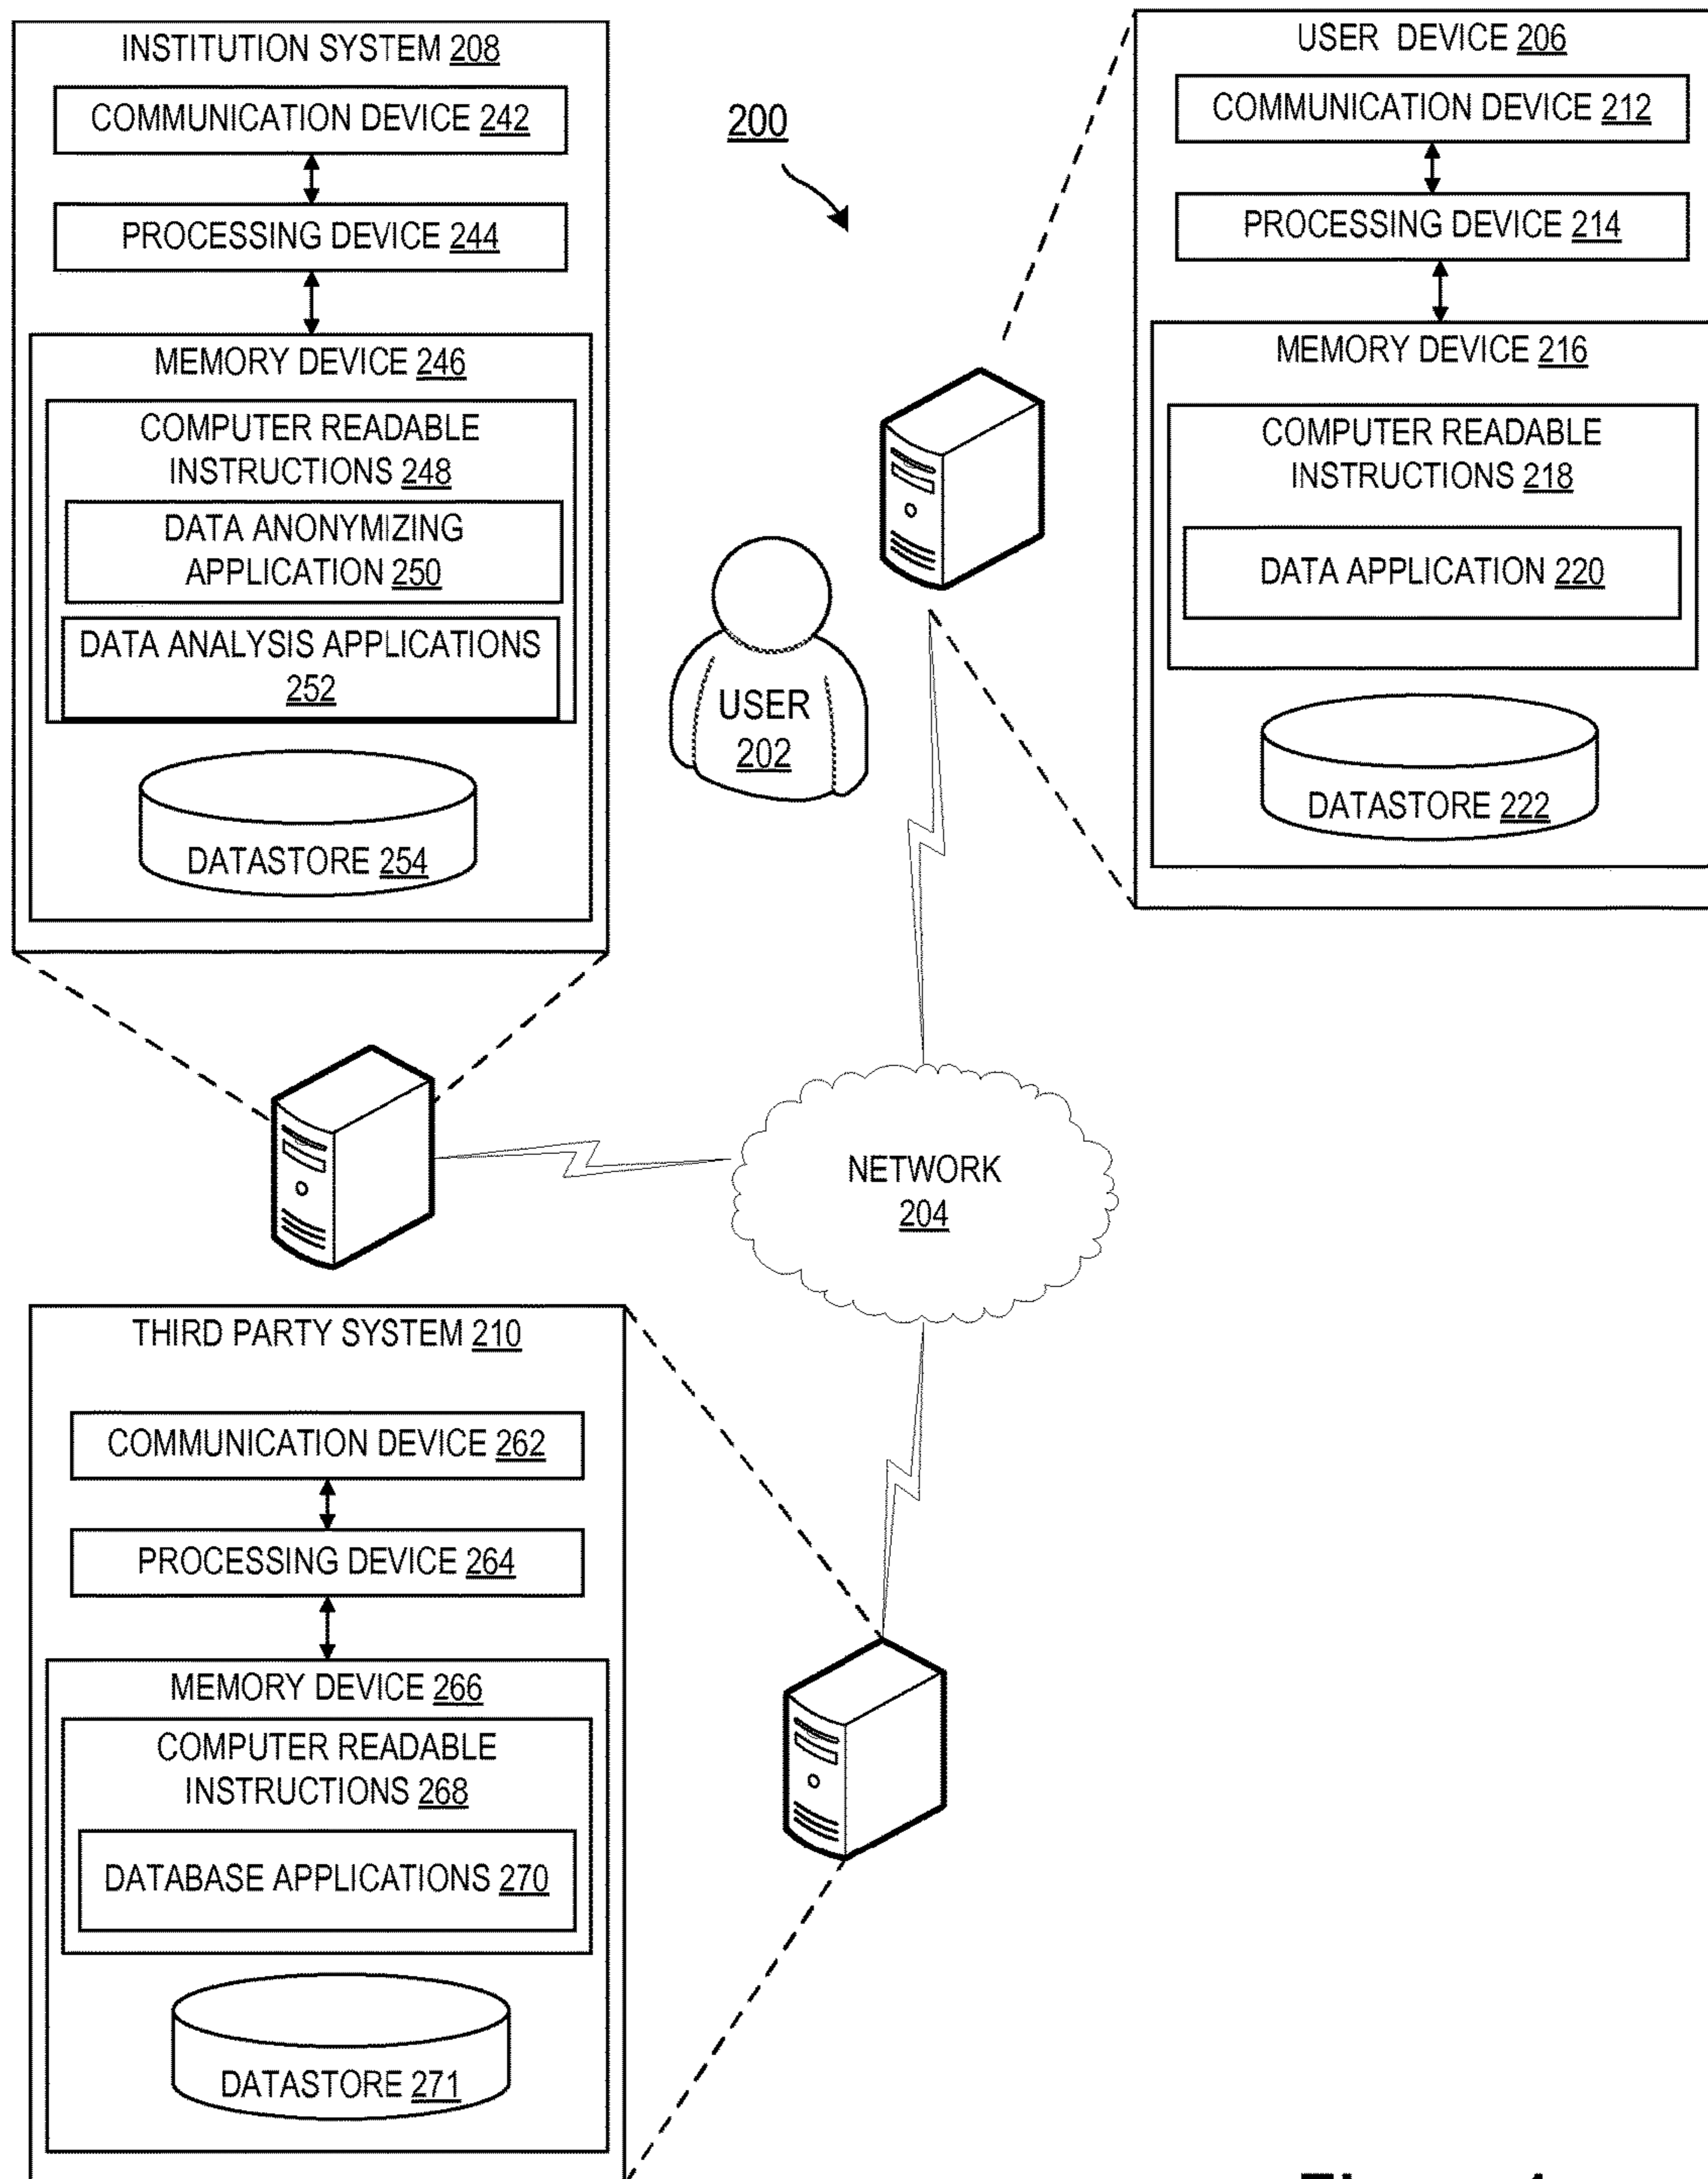 INSTITUTION SYSTEM 208
COMMUNICATION DEVICE 242
PROCESSING DEVICE 244
MEMORY DEVICE 246
COMPUTER READABLE
INSTRUCTIONS 248
DATA ANONYMIZING
APPLICATION 250
DATA ANALYSIS APPLICATIONS
252
DATASTORE 254
200
USER DEVICE 206
COMMUNICATION DEVICE 212
PROCESSING DEVICE 214
MEMORY DEVICE 216
COMPUTER READABLE
INSTRUCTIONS 218
DATA APPLICATION 220
DATASTORE 222
USER
202
NETWORK
204
THIRD PARTY SYSTEM 210
COMMUNICATION DEVICE 262
PROCESSING DEVICE 264
MEMORY DEVICE 266
COMPUTER READABLE
INSTRUCTIONS 268
DATABASE APPLICATIONS 270
DATASTORE 271